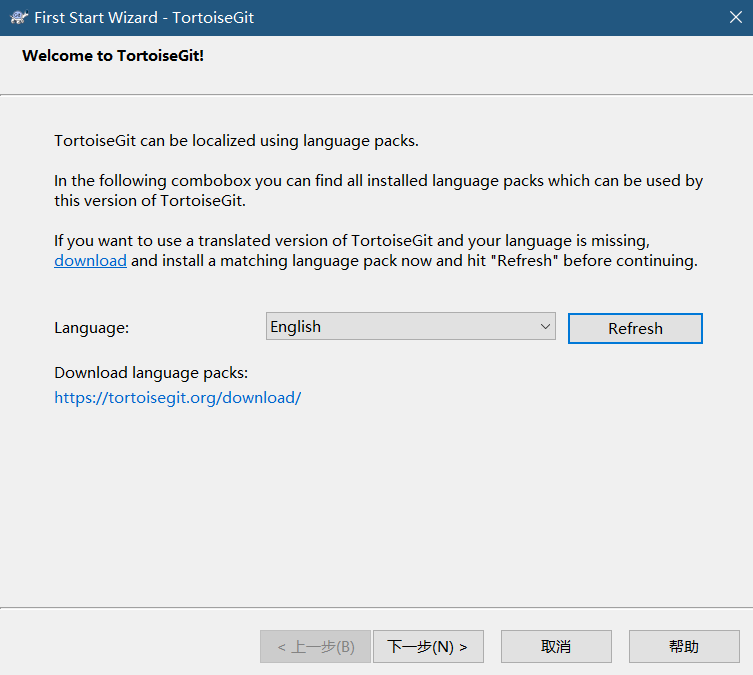 First Start Wizard - TortoiseGit
Welcome to TortoiseGit!
TortoiseGit can be localized using language packs.
In the following combobox you can find all installed language packs which can be used by
this version of TortoiseGit.
If you want to use a translated version of TortoiseGit and your language is missing,
download and install a matching language pack now and hit "Refresh" before continuing.
Language: English Refresh
Download language packs:
https://tortoisegit.org/download/
< 上一步(B) 下一步(N) > 取消 帮助